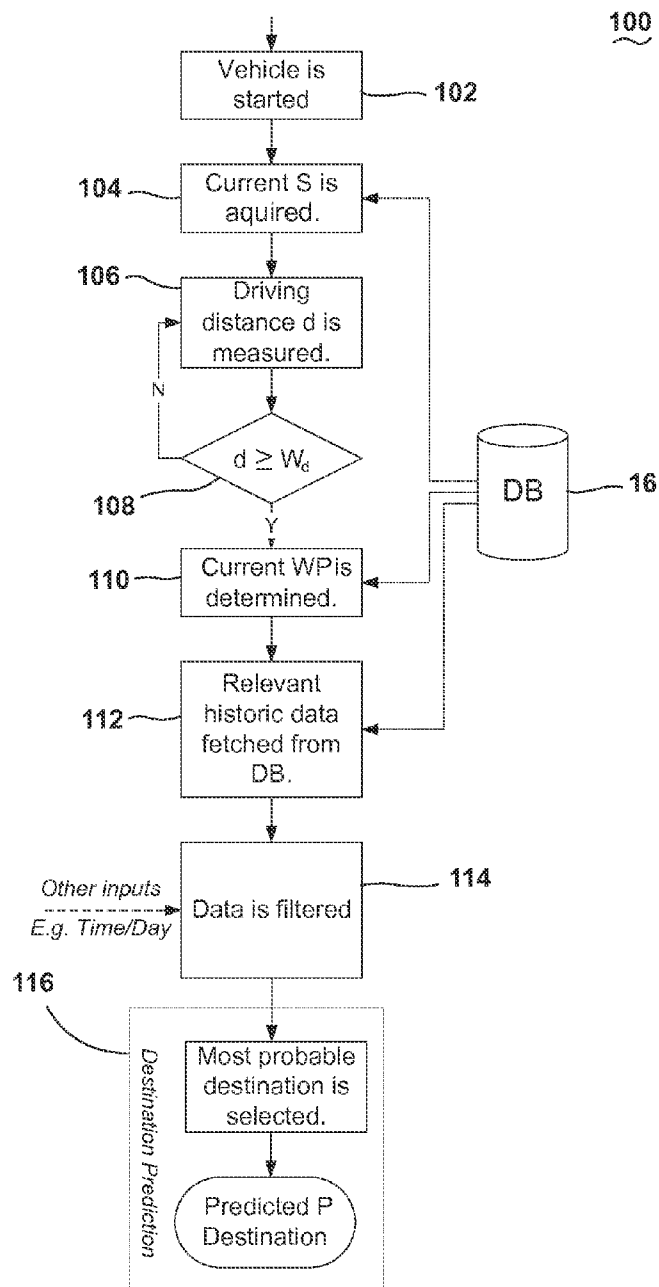 100
Vehicle is
started
102
104
Current S is
aquired.
106
Driving
distance d is
measured.
N
d ≥ Wd
108
Y
DB
16
110
Current WP is
determined.
112
Relevant
historic data
fetched from
DB.
Other inputs
E.g. Time/Day
Data is filtered
114
116
Destination Prediction
Most probable
destination is
selected.
Predicted P
Destination